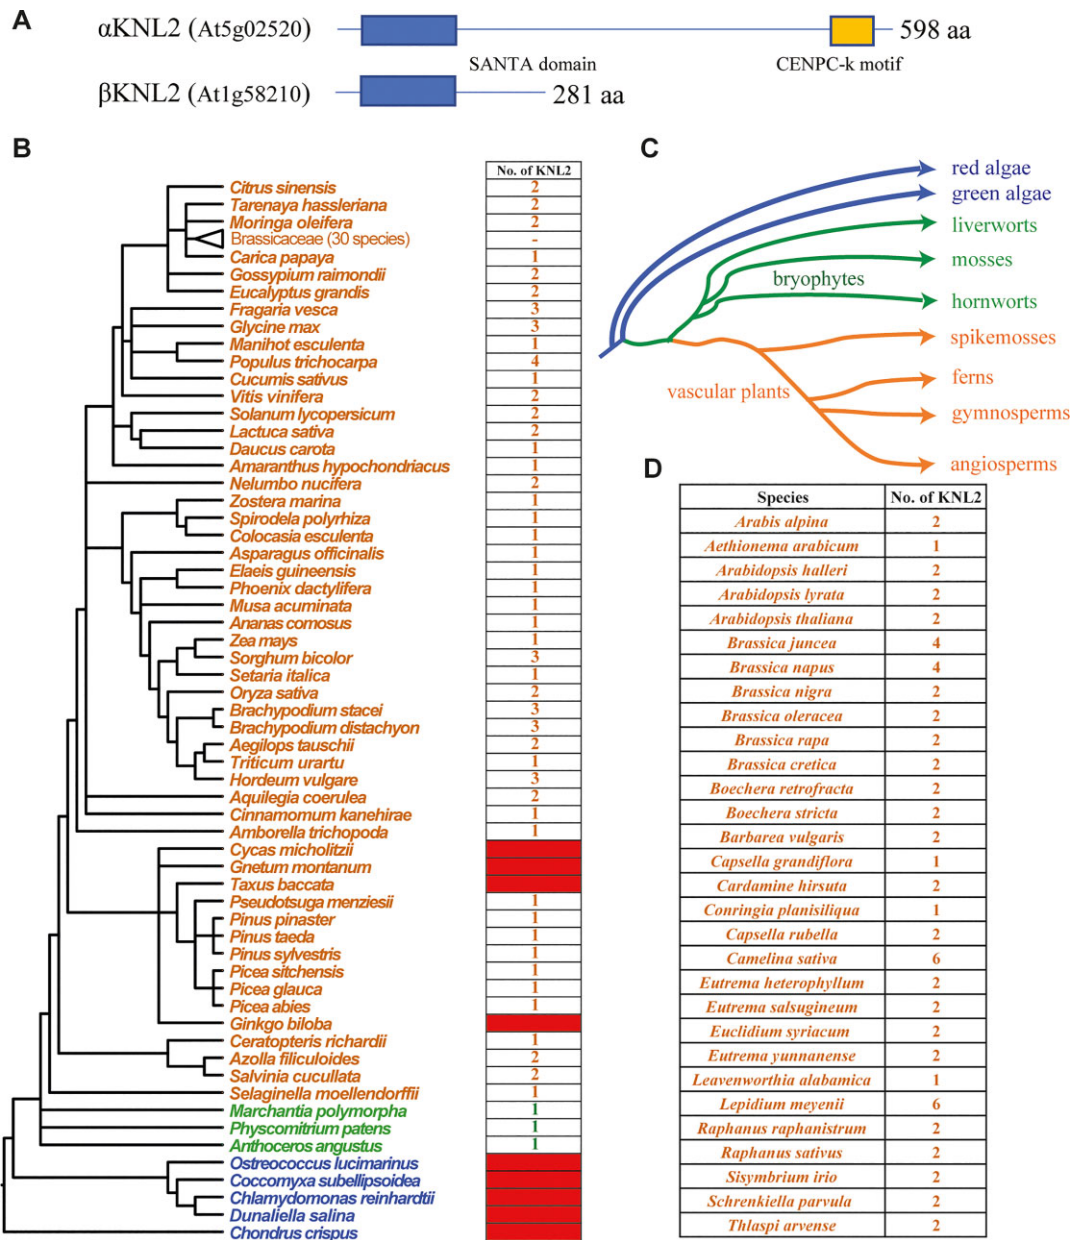 A
αKNL2 (At5g02520)
598 aa
SANTA domain
CENPC-k motif
βKNL2 (At1g58210)
281 aa
B
No. of KNL2
Citrus sinensis 2
Tarenaya hassleriana 2
Moringa oleifera 2
Brassicaceae (30 species) -
Carica papaya 1
Gossypium raimondii 2
Eucalyptus grandis 2
Fragaria vesca 3
Glycine max 3
Manihot esculenta 1
Populus trichocarpa 4
Cucumis sativus 1
Vitis vinifera 2
Solanum lycopersicum 2
Lactuca sativa 2
Daucus carota 1
Amaranthus hypochondriacus 1
Nelumbo nucifera 2
Zostera marina 1
Spirodela polyrhiza 1
Colocasia esculenta 1
Asparagus officinalis 1
Elaeis guineensis 1
Phoenix dactylifera 1
Musa acuminata 1
Ananas comosus 1
Zea mays 1
Sorghum bicolor 3
Setaria italica 1
Oryza sativa 2
Brachypodium stacei 3
Brachypodium distachyon 3
Aegilops tauschii 2
Triticum urartu 1
Hordeum vulgare 3
Aquilegia coerulea 2
Cinnamomum kanehirae 1
Amborella trichopoda 1
Cycas micholitzii
Gnetum montanum
Taxus baccata
Pseudotsuga menziesii 1
Pinus pinaster 1
Pinus taeda 1
Pinus sylvestris 1
Picea sitchensis 1
Picea glauca 1
Picea abies 1
Ginkgo biloba
Ceratopteris richardii 1
Azolla filiculoides 2
Salvinia cucullata 2
Selaginella moellendorffii 1
Marchantia polymorpha 1
Physcomitrium patens 1
Anthoceros angustus 1
Ostreococcus lucimarinus
Coccomyxa subellipsoidea
Chlamydomonas reinhardtii
Dunaliella salina
Chondrus crispus
C
red algae
green algae
liverworts
mosses
bryophytes
hornworts
spikemosses
ferns
vascular plants
gymnosperms
angiosperms
D
Species No. of KNL2
Arabis alpina 2
Aethionema arabicum 1
Arabidopsis halleri 2
Arabidopsis lyrata 2
Arabidopsis thaliana 2
Brassica juncea 4
Brassica napus 4
Brassica nigra 2
Brassica oleracea 2
Brassica rapa 2
Brassica cretica 2
Boechera retrofracta 2
Boechera stricta 2
Barbarea vulgaris 2
Capsella grandiflora 1
Cardamine hirsuta 2
Conringia planisiliqua 1
Capsella rubella 2
Camelina sativa 6
Eutrema heterophyllum 2
Eutrema salsugineum 2
Euclidium syriacum 2
Eutrema yunnanense 2
Leavenworthia alabamica 1
Lepidium meyenii 6
Raphanus raphanistrum 2
Raphanus sativus 2
Sisymbrium irio 2
Schrenkiella parvula 2
Thlaspi arvense 2